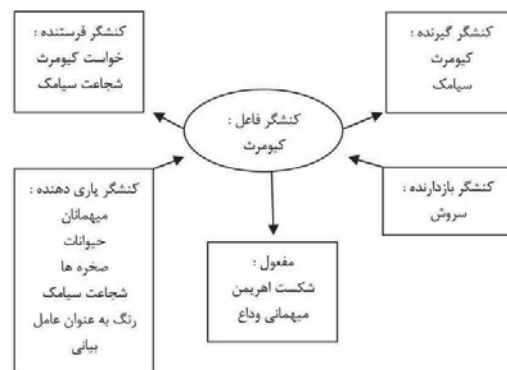 کنشگر گیرنده :
کیومرث
سیامک
کنشگر فرستنده :
خواست کیومرث
شجاعت سیامک
کنشگر فاعل :
کیومرث
کنشگر بازدارنده :
سروش
کنشگر یاری دهنده :
میهمانان
حیوانات
صخره ها
شجاعت سیامک
رنگ به عنوان عامل
بیانی
مفعول :
شکست اهریمن
میهمانی وداع